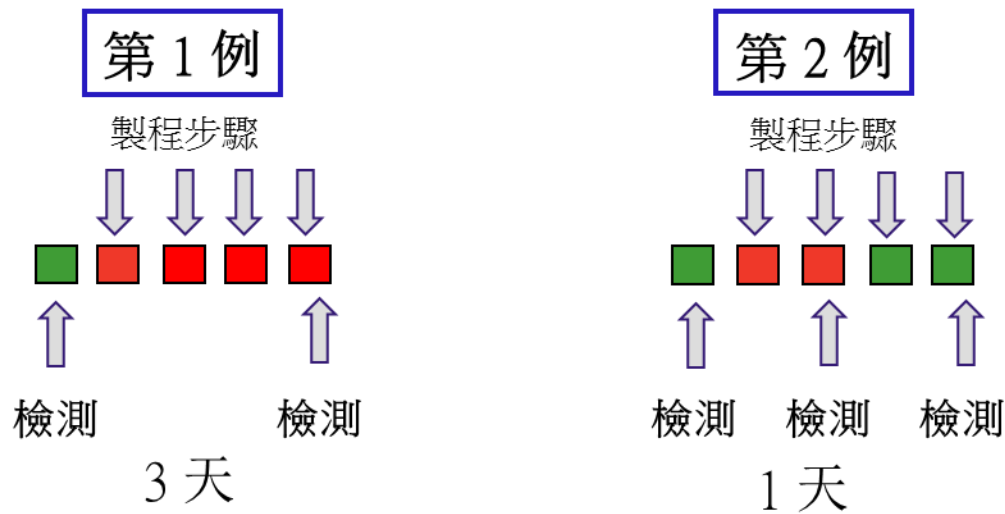 第 1 例
製程步驟
檢測 檢測
3 天
第 2 例
製程步驟
檢測 檢測 檢測
1 天